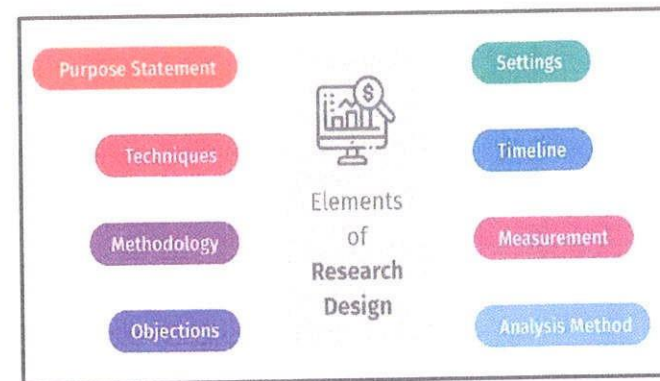 Purpose Statement
Techniques
Methodology
Objections
$
Elements
of
Research
Design
Settings
Timeline
Measurement
Analysis Method